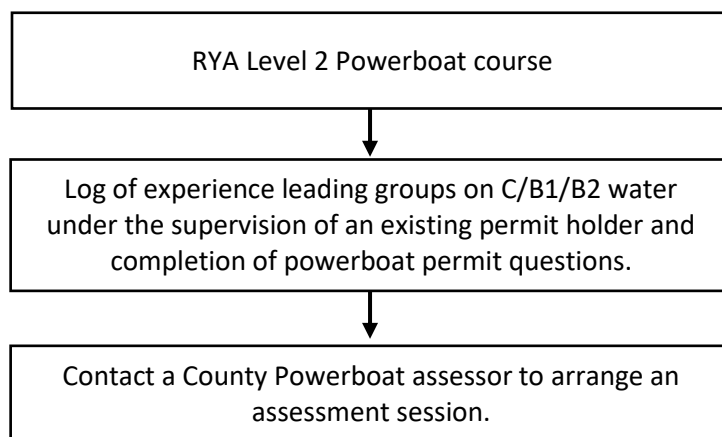 RYA Level 2 Powerboat course
Log of experience leading groups on C/B1/B2 water
under the supervision of an existing permit holder and
completion of powerboat permit questions.
Contact a County Powerboat assessor to arrange an
assessment session.